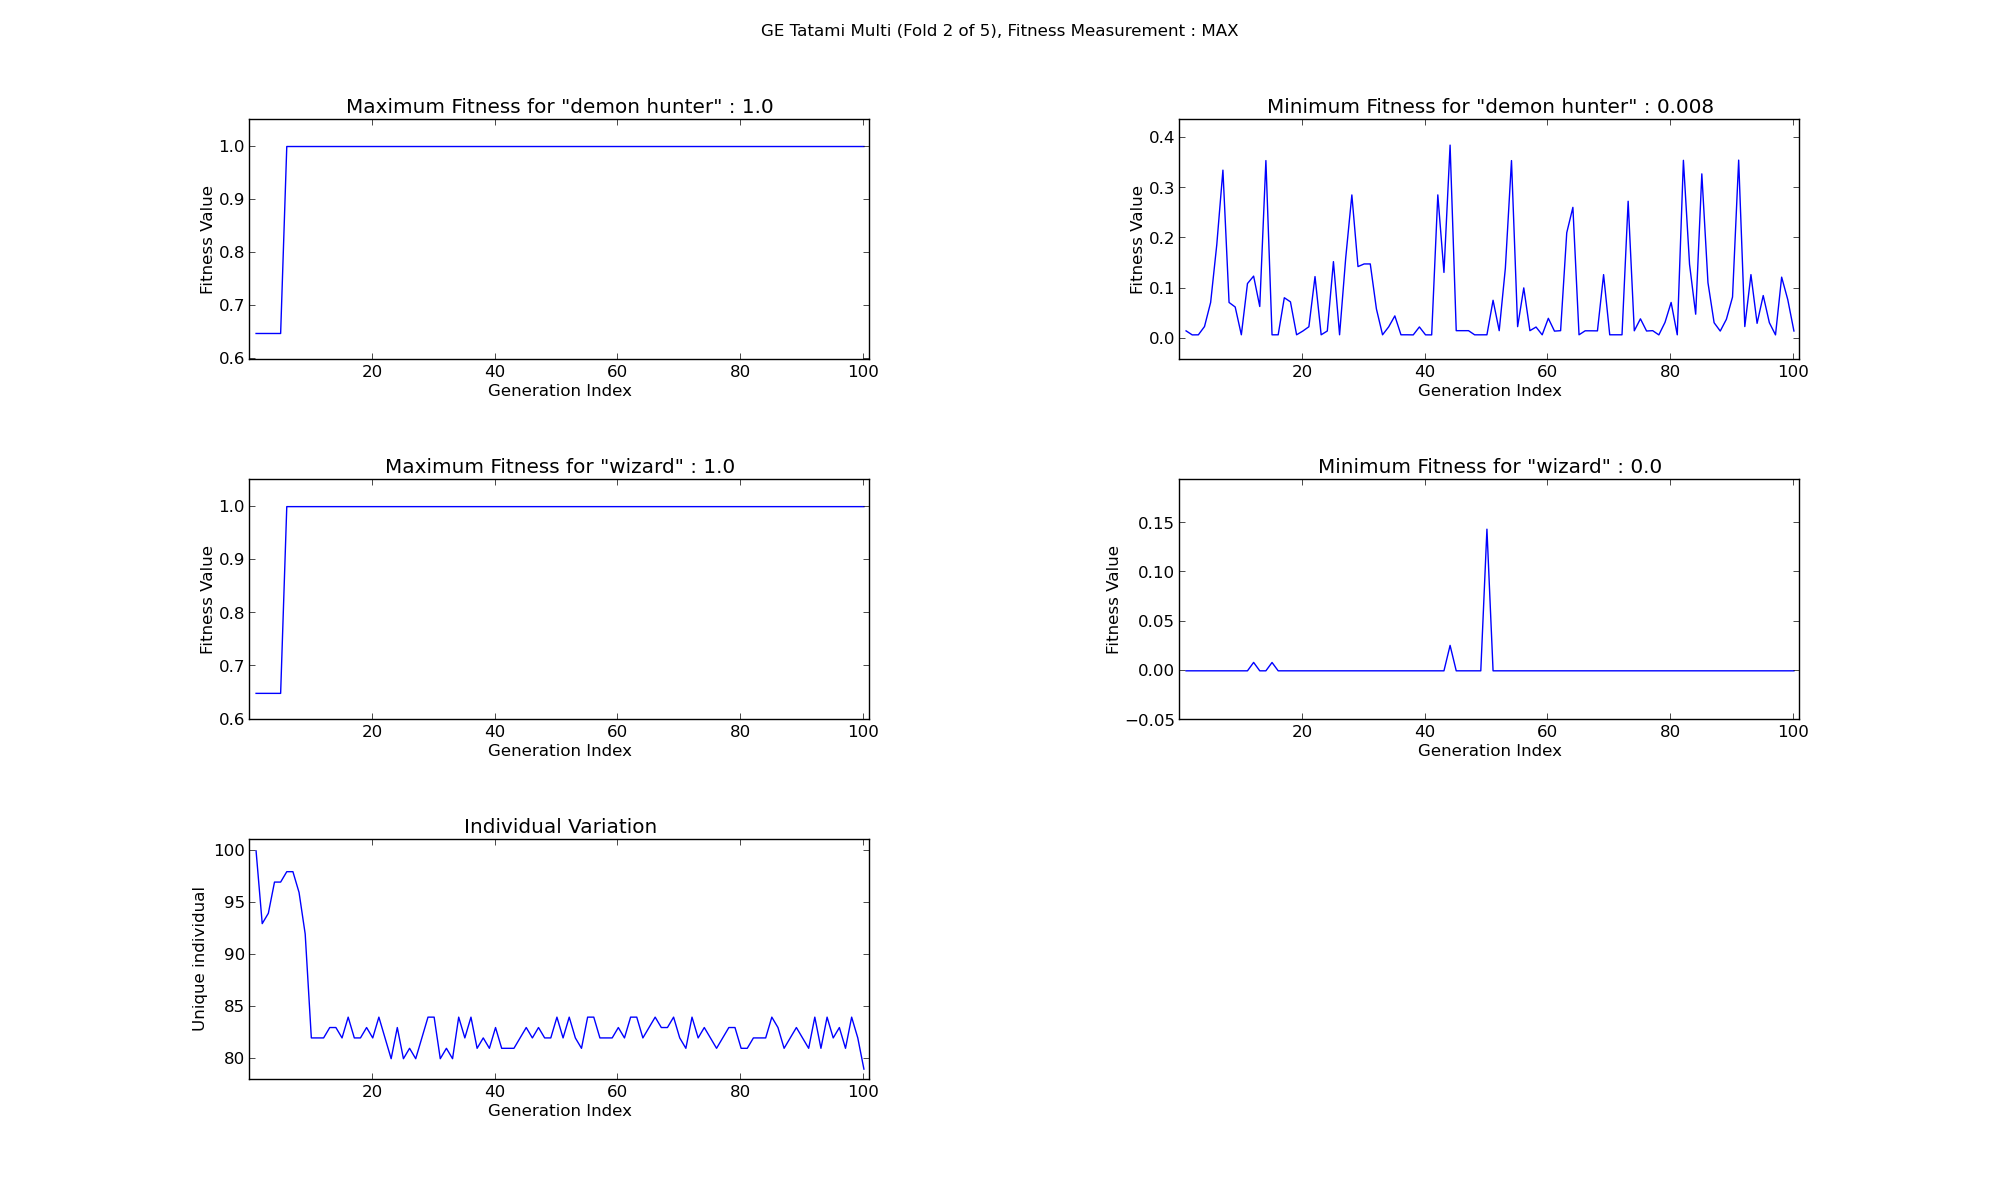 GE Tatami Multi (Fold 2 of 5), Fitness Measurement : MAX
Maximum Fitness for "demon hunter" : 1.0
1.0
0.9
0.8
0.7
0.6
Fitness Value
20 40 60 80 100
Generation Index
Minimum Fitness for "demon hunter" : 0.008
0.4
0.3
0.2
0.1
0.0
Fitness Value
20 40 60 80 100
Generation Index
Maximum Fitness for "wizard" : 1.0
1.0
0.9
0.8
0.7
0.6
Fitness Value
20 40 60 80 100
Generation Index
Minimum Fitness for "wizard" : 0.0
0.15
0.10
0.05
0.00
−0.05
Fitness Value
20 40 60 80 100
Generation Index
Individual Variation
100
95
90
85
80
Unique individual
20 40 60 80 100
Generation Index